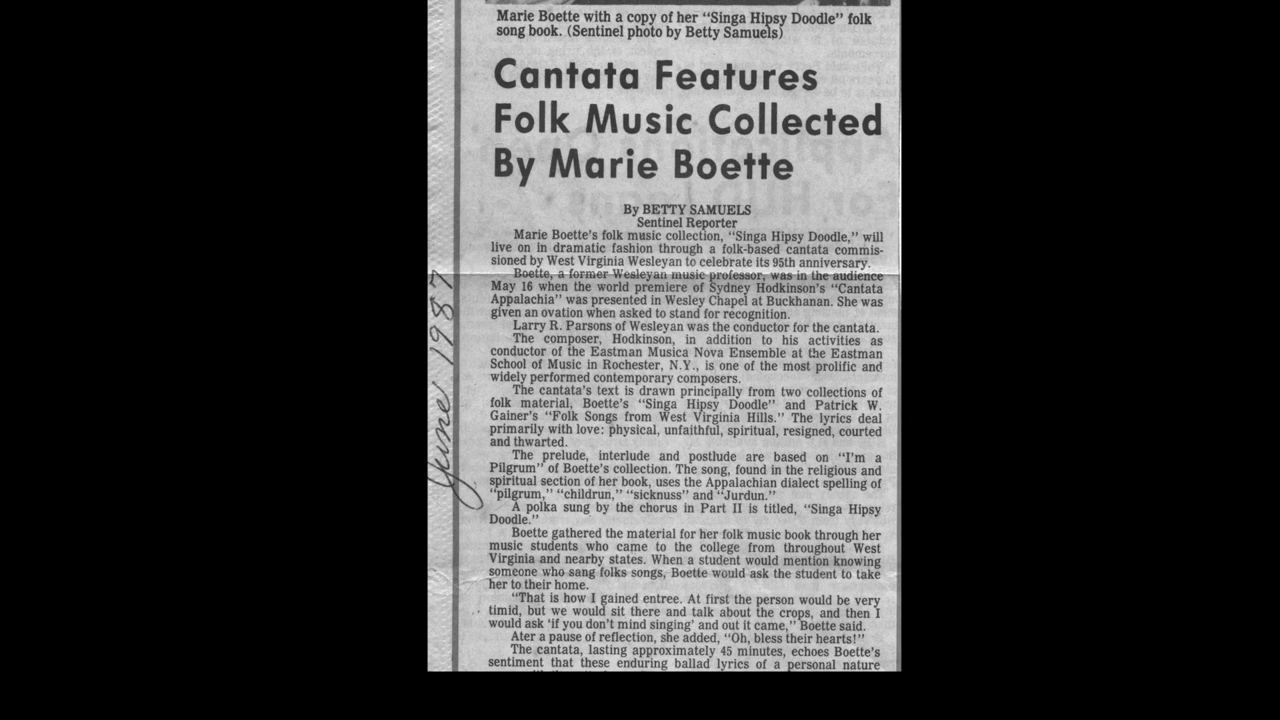 Marie Boette with a copy of her “Singa Hipsy Doodle” folk
song book. (Sentinel photo by Betty Samuels)
Cantata Features
Folk Music Collected
By Marie Boette
By BETTY SAMUELS
Sentinel Reporter
Marie Boette’s folk music collection, “Singa Hipsy Doodle,” will
live on in dramatic fashion through a folk-based cantata commis-
sioned by West Virginia Wesleyan to celebrate its 95th anniversary.
Boette, a former Wesleyan music professor, was in the audience
May 16 when the world premiere of Sydney Hodkinson’s “Cantata
Appalachia” was presented in Wesley Chapel at Buckhanan. She was
given an ovation when asked to stand for recognition.
Larry R. Parsons of Wesleyan was the conductor for the cantata.
The composer, Hodkinson, in addition to his activities as
conductor of the Eastman Musica Nova Ensemble at the Eastman
School of Music in Rochester, N.Y., is one of the most prolific and
widely performed contemporary composers.
The cantata’s text is drawn principally from two collections of
folk material, Boette’s “Singa Hipsy Doodle” and Patrick W.
Gainer’s “Folk Songs from West Virginia Hills.” The lyrics deal
primarily with love: physical, unfaithful, spiritual, resigned, courted
and thwarted.
The prelude, interlude and postlude are based on “I’m a
Pilgrum” of Boette’s collection. The song, found in the religious and
spiritual section of her book, uses the Appalachian dialect spelling of
“pilgrum,” “childrun,” “sicknuss” and “Jurdun.”
A polka sung by the chorus in Part II is titled, “Singa Hipsy
Doodle.”
Boette gathered the material for her folk music book through her
music students who came to the college from throughout West
Virginia and nearby states. When a student would mention knowing
someone who sang folks songs, Boette would ask the student to take
her to their home.
“That is how I gained entree. At first the person would be very
timid, but we would sit there and talk about the crops, and then I
would ask ‘if you don’t mind singing’ and out it came,” Boette said.
Ater a pause of reflection, she added, “Oh, bless their hearts!”
The cantata, lasting approximately 45 minutes, echoes Boette’s
sentiment that these enduring ballad lyrics of a personal nature
June 1987